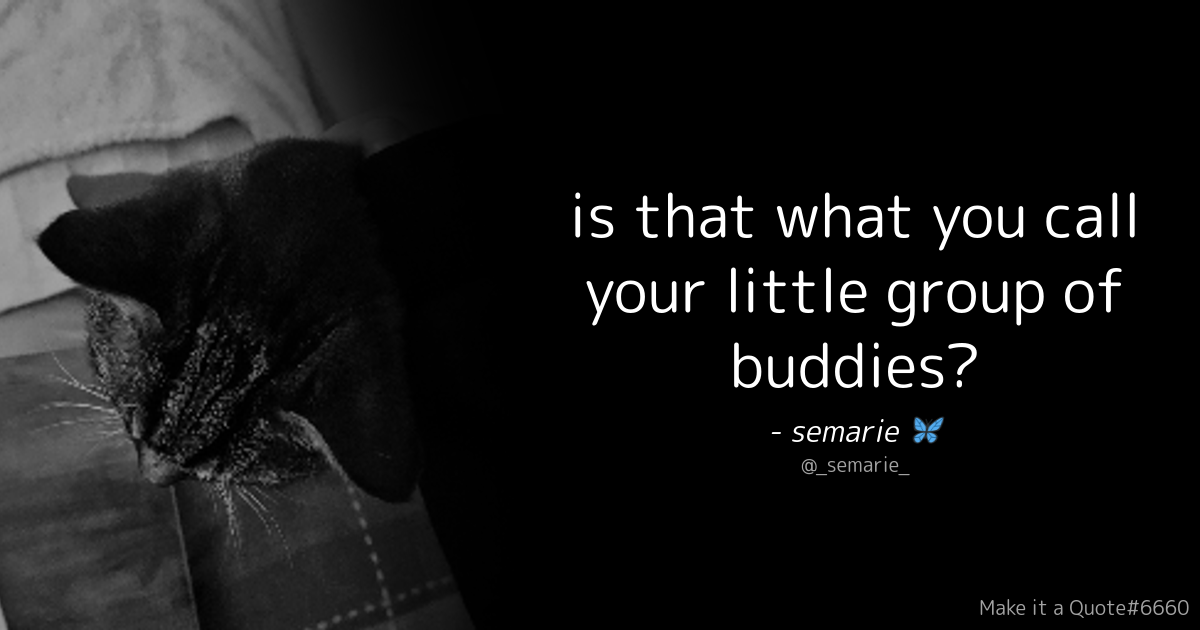 is that what you call
your little group of
buddies?
- semarie 🦋
@_semarie_
Make it a Quote#6660